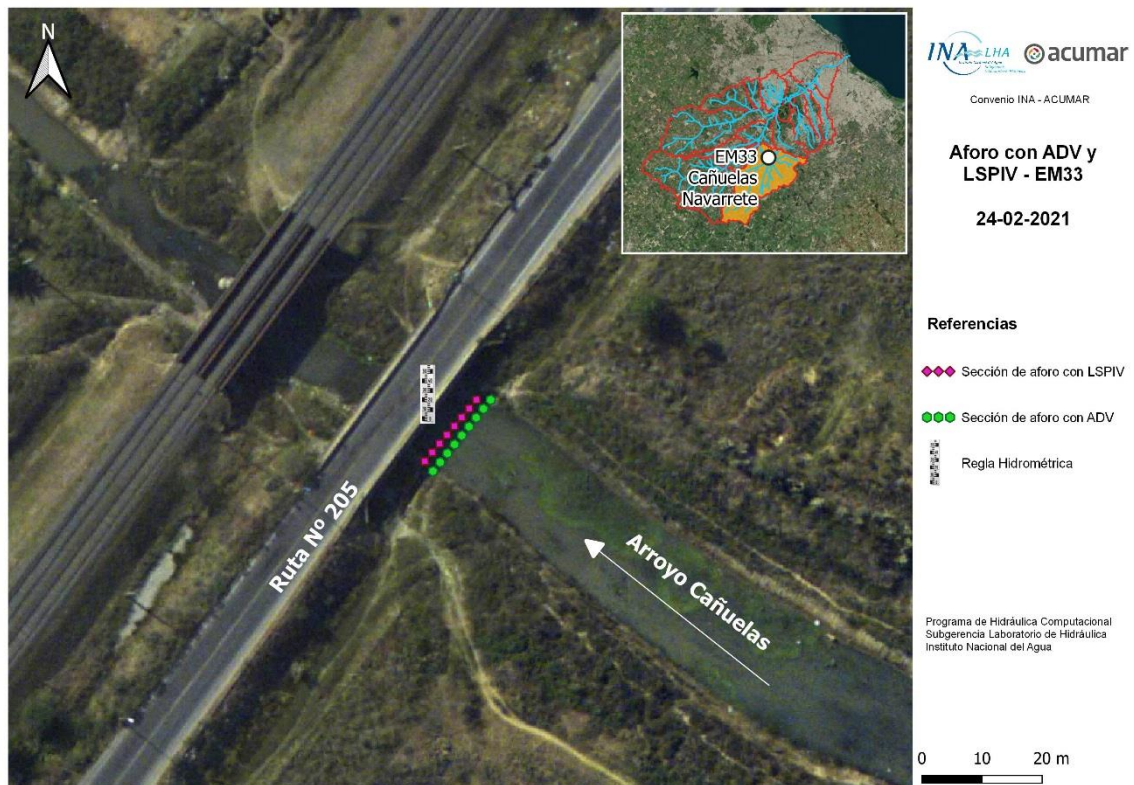 N
EM33
Cañuelas
Navarrete
Ruta Nº 205
Arroyo Cañuelas
INA LHA
acumar
Convenio INA - ACUMAR
Aforo con ADV y
LSPIV - EM33
24-02-2021
Referencias
Sección de aforo con LSPIV
Sección de aforo con ADV
Regla Hidrométrica
Programa de Hidráulica Computacional
Subgerencia Laboratorio de Hidráulica
Instituto Nacional del Agua
0 10 20 m